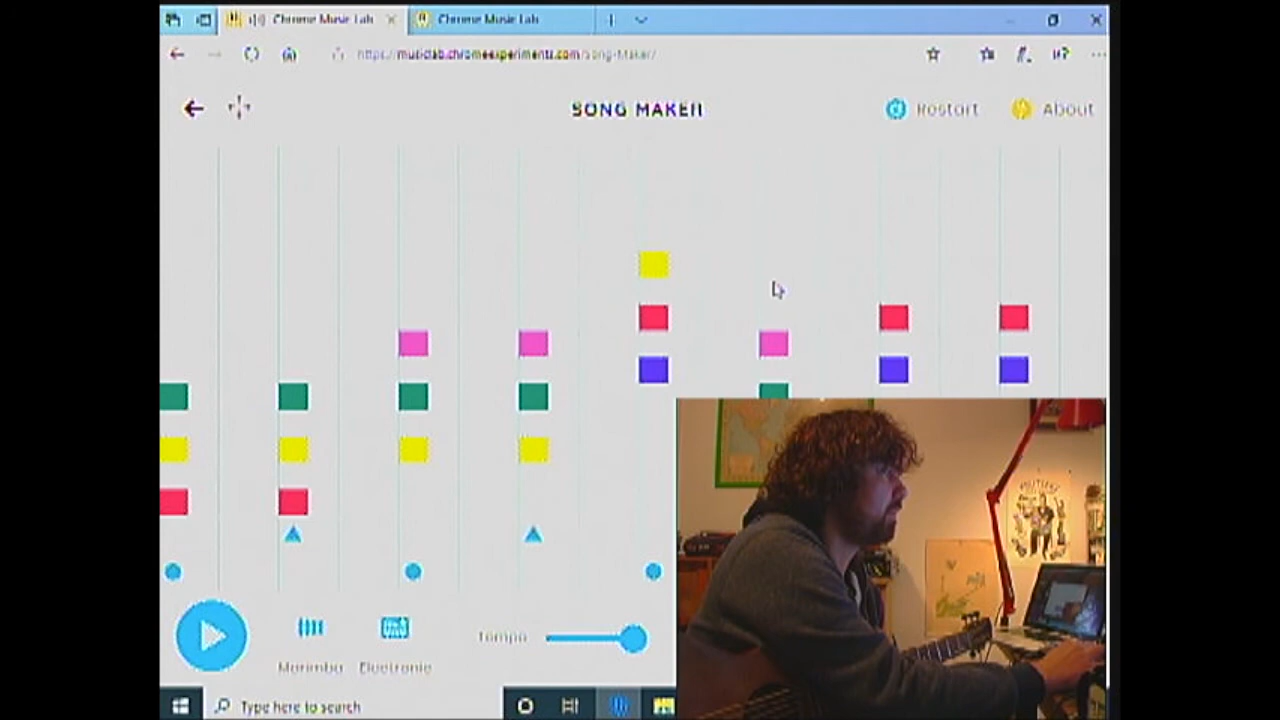 Chrome Music Lab
Chrome Music Lab
https://musiclab.chromeexperiments.com/Song-Maker/
SONG MAKER
Restart
About
Tempo
Marimba
Electronic
Type here to search